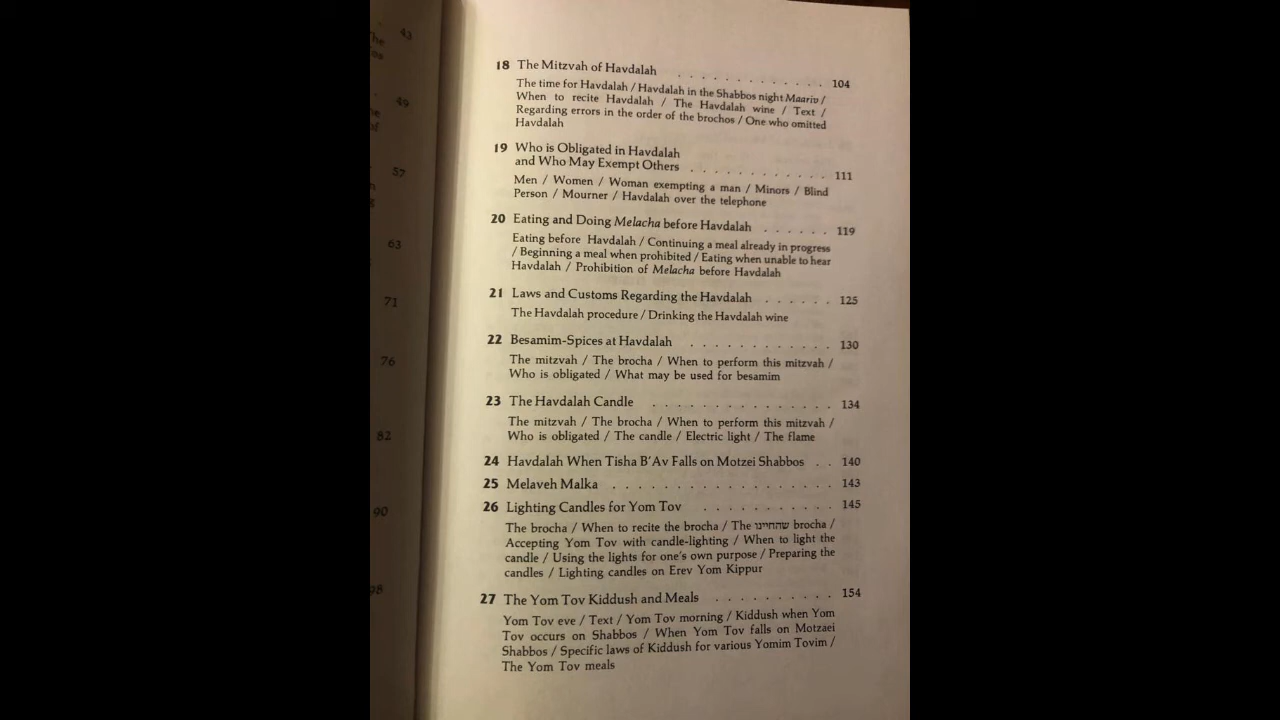 43
The
ins
49
ne
of
57
n
g
63
71
76
82
90
98
18 The Mitzvah of Havdalah . . . . . . . . . . . . 104
The time for Havdalah / Havdalah in the Shabbos night Maariv /
When to recite Havdalah / The Havdalah wine / Text /
Regarding errors in the order of the brochos / One who omitted
Havdalah
19 Who is Obligated in Havdalah
and Who May Exempt Others . . . . . . . . . . . . 111
Men / Women / Woman exempting a man / Minors / Blind
Person / Mourner / Havdalah over the telephone
20 Eating and Doing Melacha before Havdalah . . . . . . 119
Eating before Havdalah / Continuing a meal already in progress
/ Beginning a meal when prohibited / Eating when unable to hear
Havdalah / Prohibition of Melacha before Havdalah
21 Laws and Customs Regarding the Havdalah . . . . . . 125
The Havdalah procedure / Drinking the Havdalah wine
22 Besamim-Spices at Havdalah . . . . . . . . . . . . 130
The mitzvah / The brocha / When to perform this mitzvah /
Who is obligated / What may be used for besamim
23 The Havdalah Candle . . . . . . . . . . . . . . 134
The mitzvah / The brocha / When to perform this mitzvah /
Who is obligated / The candle / Electric light / The flame
24 Havdalah When Tisha B'Av Falls on Motzei Shabbos . . 140
25 Melaveh Malka . . . . . . . . . . . . . . . . . 143
26 Lighting Candles for Yom Tov . . . . . . . . . . . 145
The brocha / When to recite the brocha / The שהחיינו brocha /
Accepting Yom Tov with candle-lighting / When to light the
candle / Using the lights for one's own purpose / Preparing the
candles / Lighting candles on Erev Yom Kippur
27 The Yom Tov Kiddush and Meals . . . . . . . . . . 154
Yom Tov eve / Text / Yom Tov morning / Kiddush when Yom
Tov occurs on Shabbos / When Yom Tov falls on Motzaei
Shabbos / Specific laws of Kiddush for various Yomim Tovim /
The Yom Tov meals